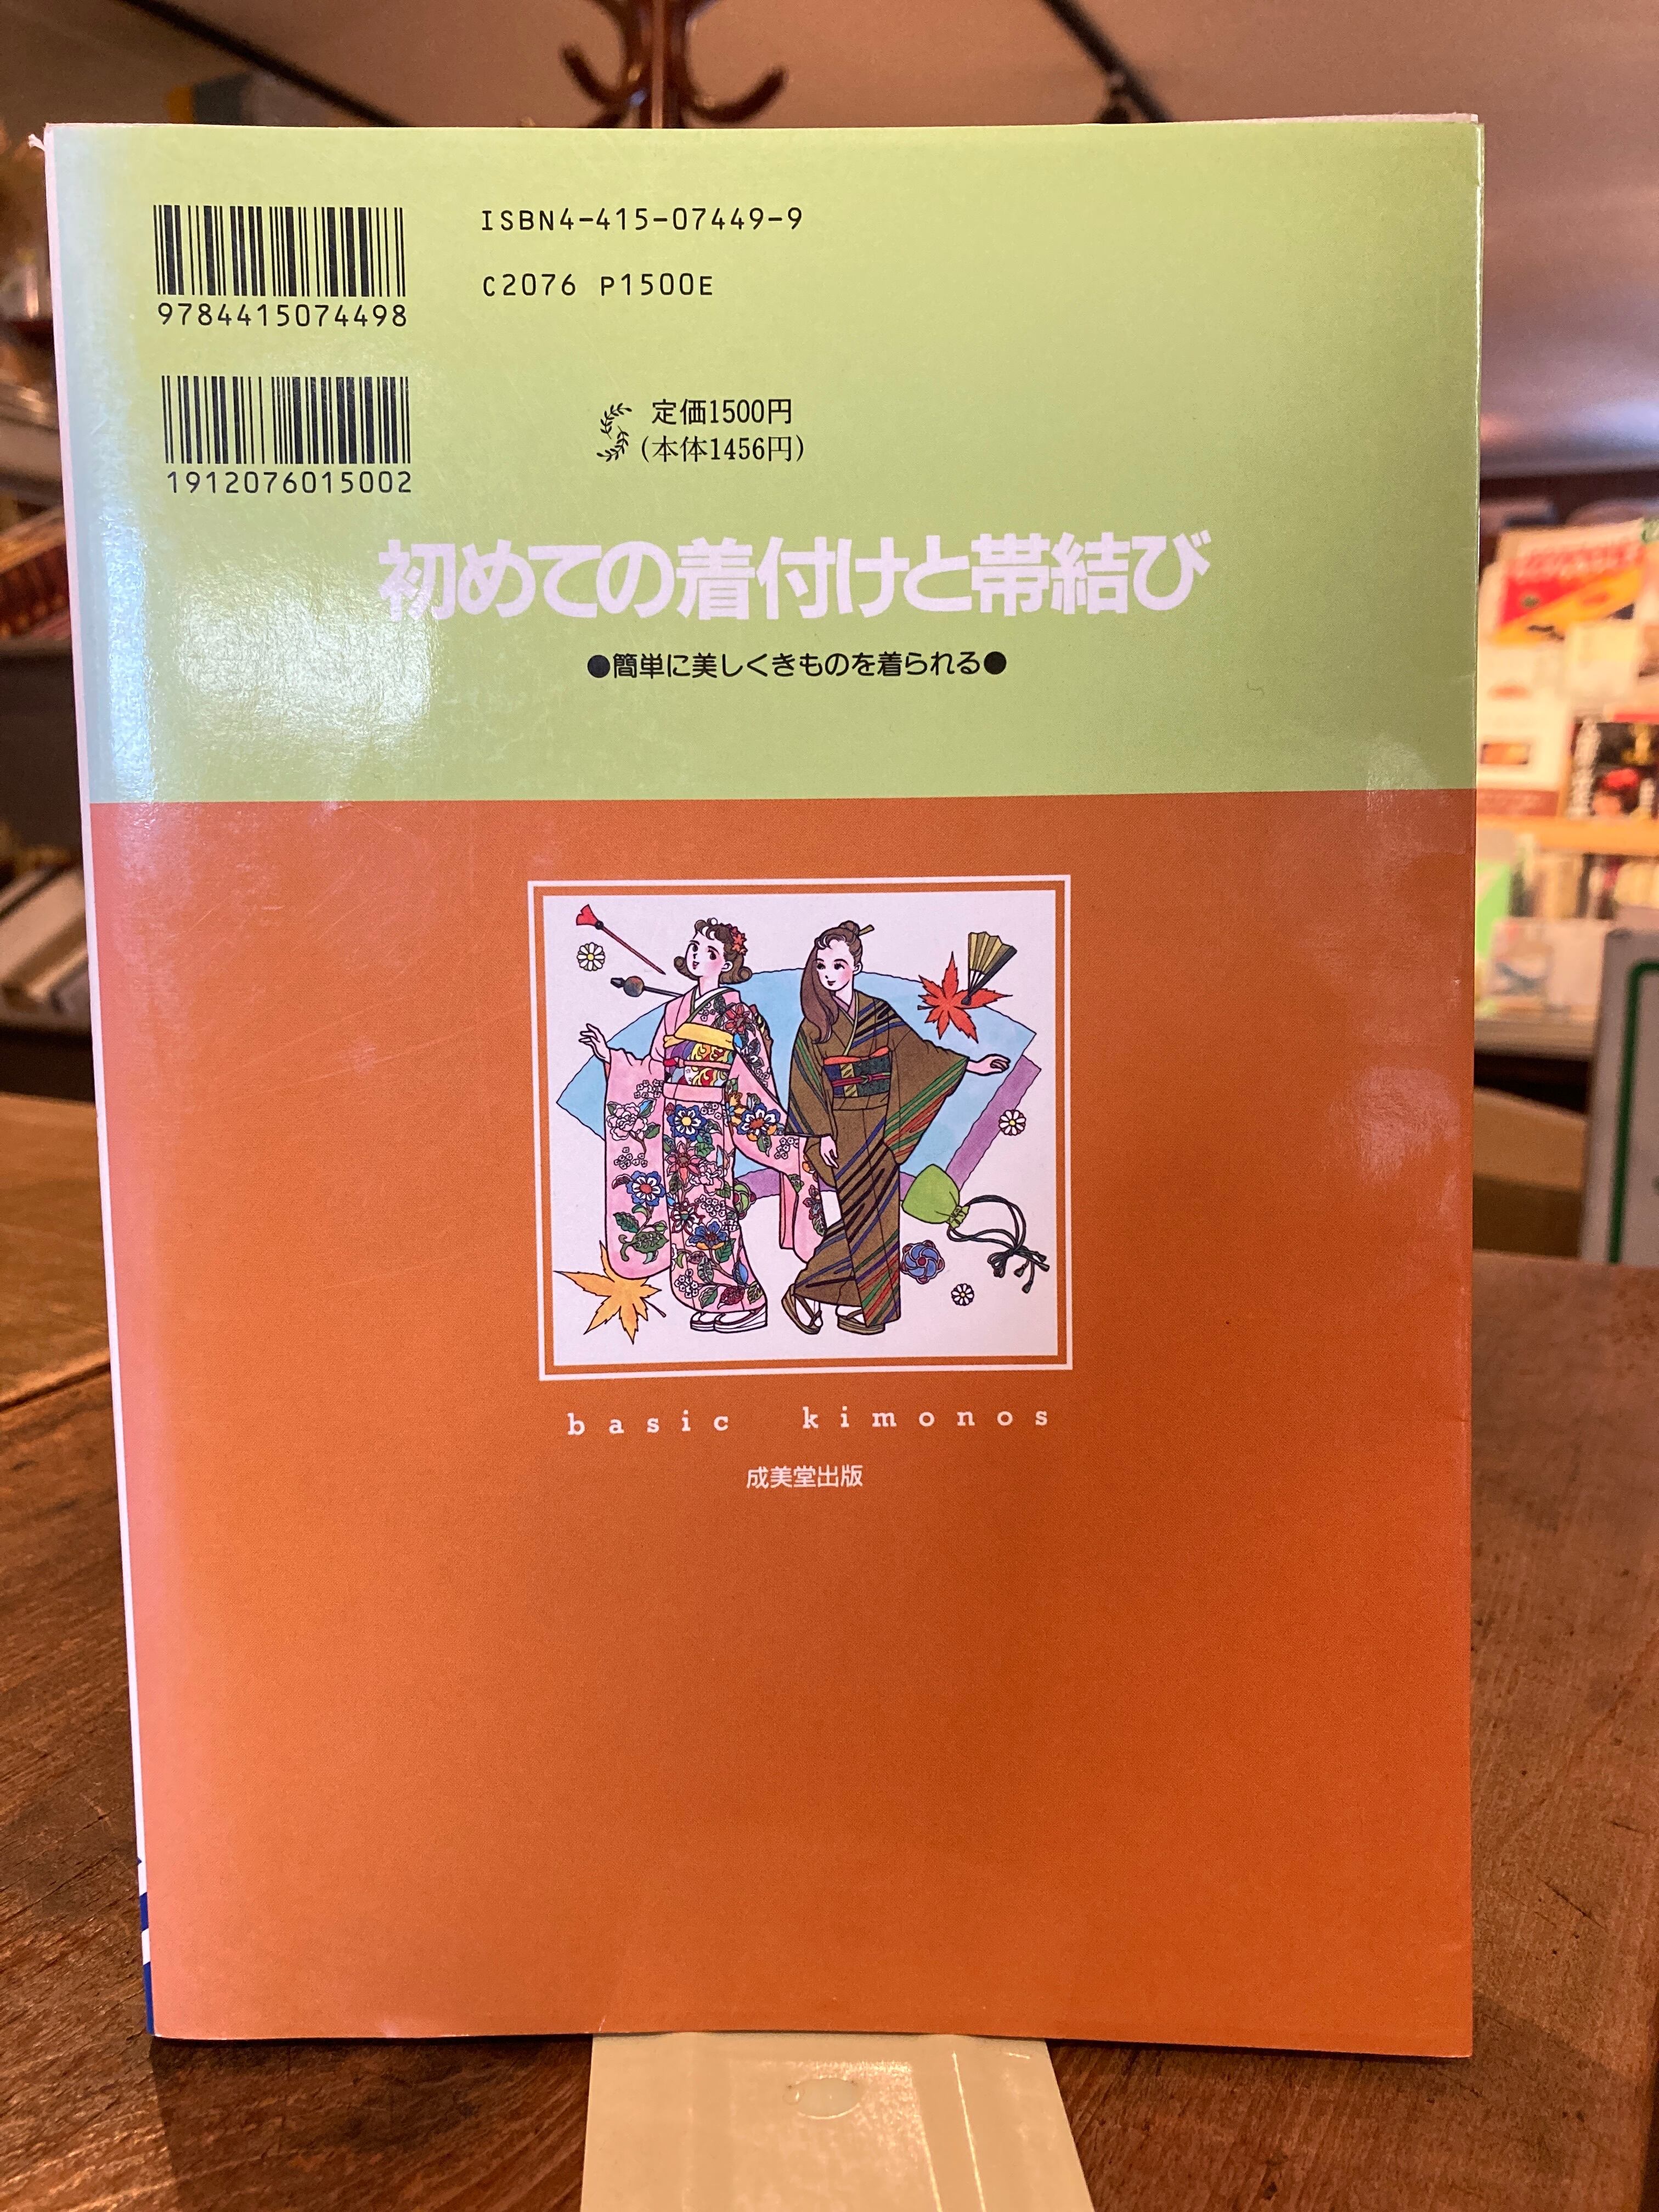 ISBN4-415-07449-9
C2076 P1500E
9784415074498
1912076015002
定価1500円
(本体1456円)
初めての着付けと帯結び
●簡単に美しくきものを着られる●
basic kimonos
成美堂出版